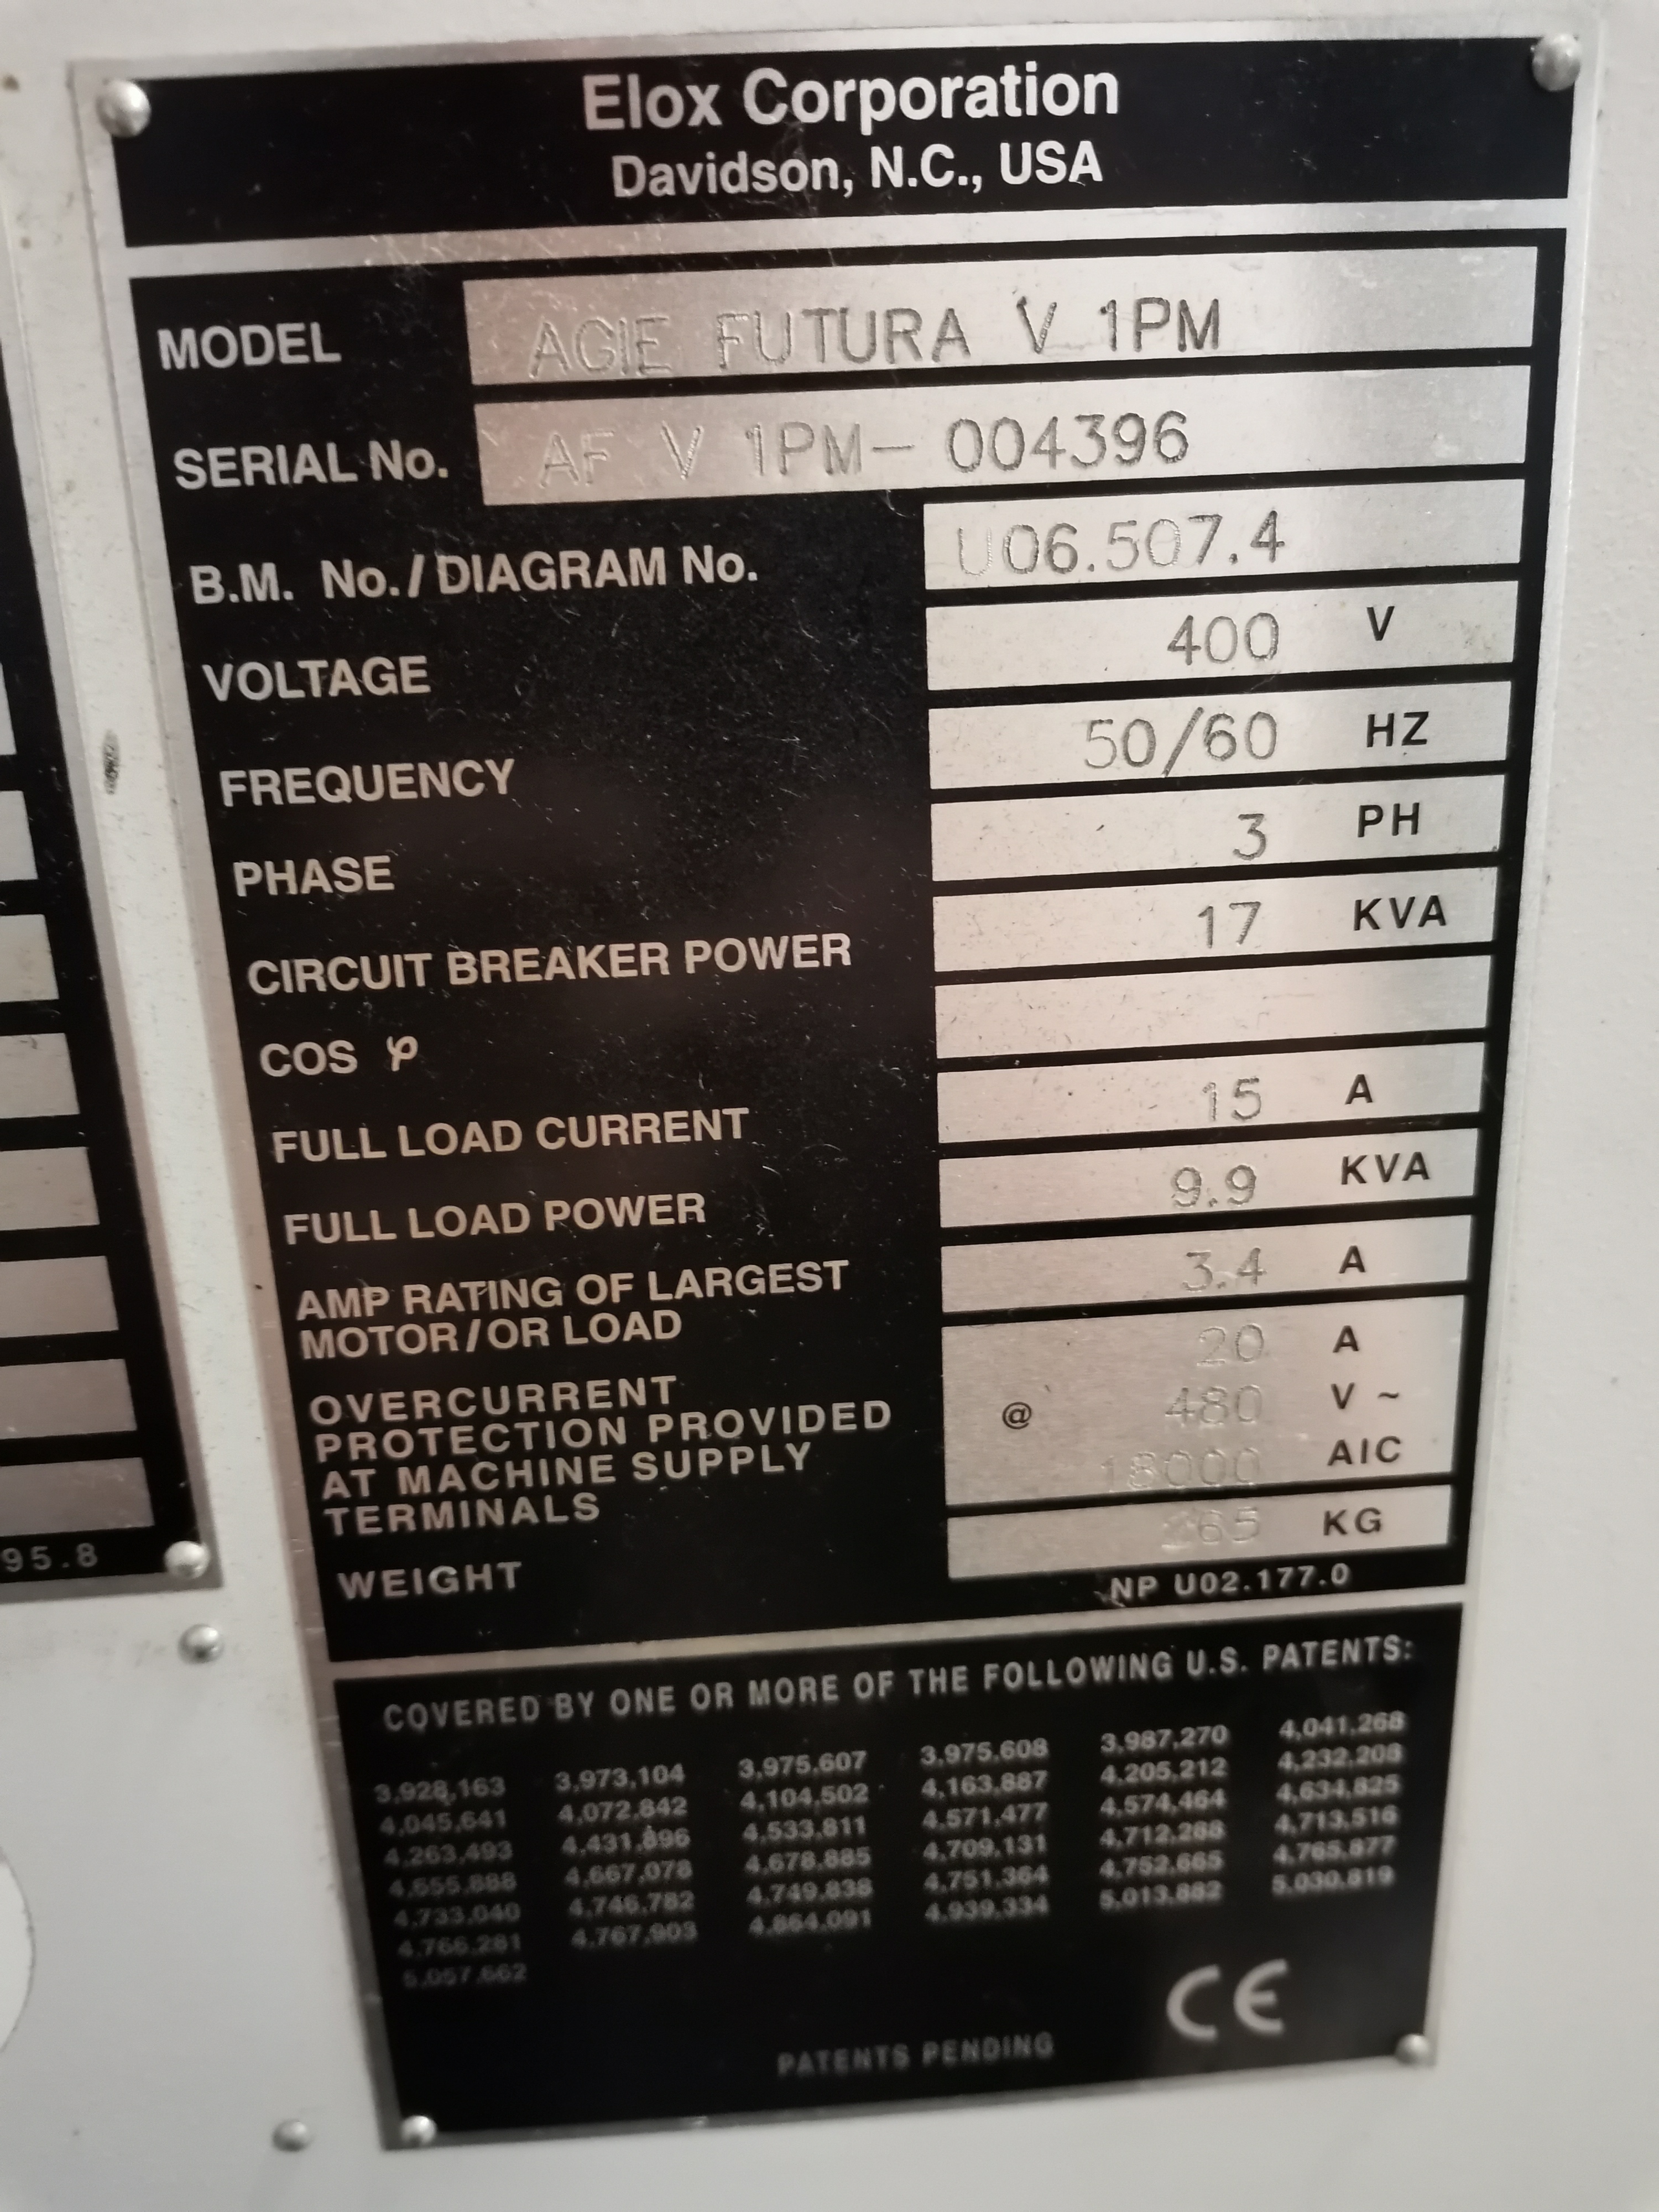 Elox Corporation
Davidson, N.C., USA
MODEL AGIE FUTURA V 1PM
SERIAL No. AF V 1PM- 004396
B.M. No./DIAGRAM No. U06.507.4
VOLTAGE 400 V
FREQUENCY 50/60 HZ
PHASE 3 PH
CIRCUIT BREAKER POWER 17 KVA
COS φ
FULL LOAD CURRENT 15 A
FULL LOAD POWER 9.9 KVA
AMP RATING OF LARGEST
MOTOR/OR LOAD 3.4 A
OVERCURRENT 20 A
PROTECTION PROVIDED @ 480 V ~
AT MACHINE SUPPLY 18000 AIC
TERMINALS
WEIGHT 265 KG
NP U02.177.0
95.8
COVERED BY ONE OR MORE OF THE FOLLOWING U.S. PATENTS:
3,928,163 3,973,104 3,975,607 3,975,608 3,987,270 4,041,268
4,045,641 4,072,842 4,104,502 4,163,887 4,205,212 4,232,208
4,263,493 4,431,896 4,533,811 4,571,477 4,574,464 4,634,825
4,655,888 4,667,078 4,678,885 4,709,131 4,712,288 4,713,516
4,733,040 4,746,782 4,749,838 4,751,364 4,752,665 4,765,877
4,766,281 4,767,903 4,864,091 4,939,334 5,013,882 5,030,819
5,057,662
CE
PATENTS PENDING